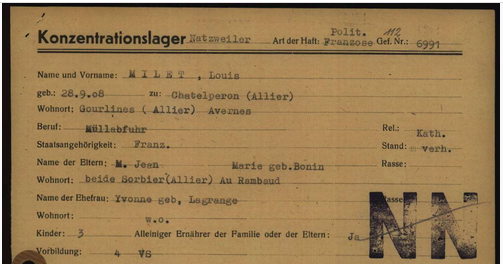 Polit. 112
Konzentrationslager Natzweiler Art der Haft: Franzose Gef. Nr.: 6991
Name und Vorname: MILET , Louis
geb.: 28.9.08 zu: Chatelperon (Allier)
Wohnort: Gourlines ( Allier) Avernes
Beruf: Müllabfuhr Rel.: Kath.
Staatsangehörigkeit: Franz. Stand: verh.
Name der Eltern: M. Jean Marie geb.Bonin Rasse:
Wohnort: beide Sorbier(Allier) Au Rambaud
Name der Ehefrau: Yvonne geb, Lagrange Rasse:
Wohnort: w.o.
Kinder: 3 Alleiniger Ernährer der Familie oder der Eltern: Ja
Vorbildung: 4 VS
NN